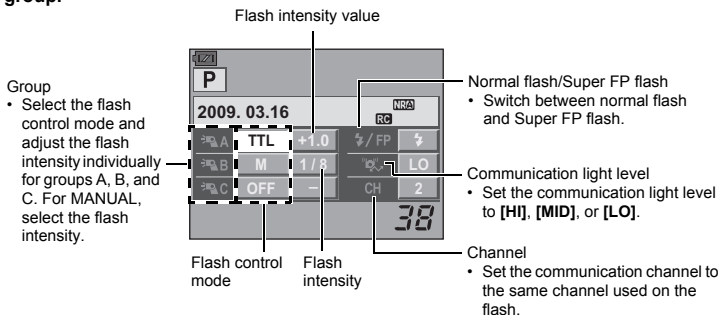 group.
Flash intensity value
Group
• Select the flash
control mode and
adjust the flash
intensity individually
for groups A, B, and
C. For MANUAL,
select the flash
intensity.
P
2009. 03.16
NRA
RC
A TTL +1.0 /FP
B M 1 / 8 LO
C OFF – CH 2
38
Flash control
mode
Flash
intensity
Normal flash/Super FP flash
• Switch between normal flash
and Super FP flash.
Communication light level
• Set the communication light level
to [HI], [MID], or [LO].
Channel
• Set the communication channel to
the same channel used on the
flash.